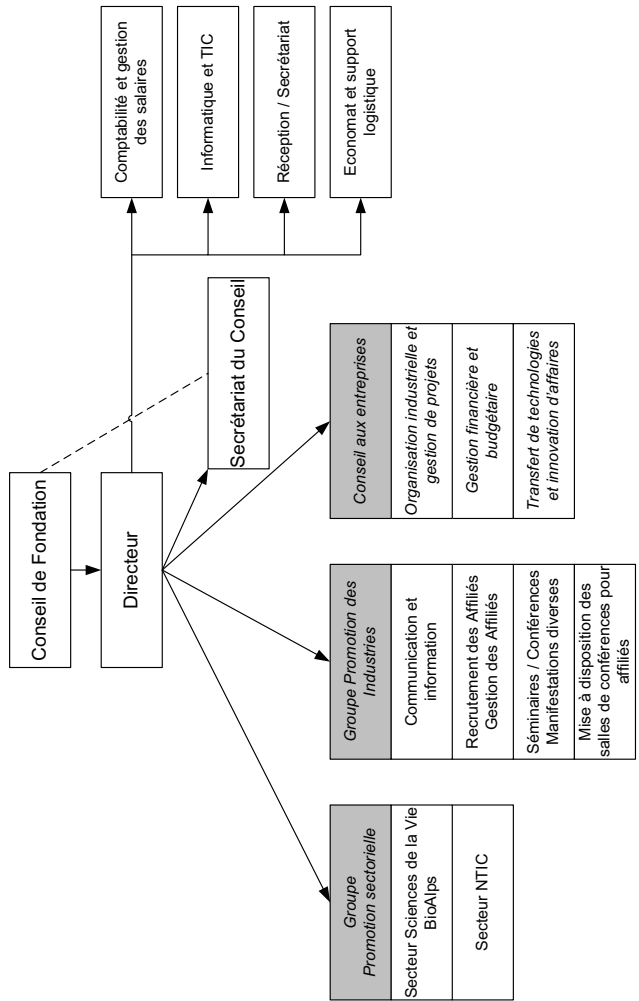 Conseil de Fondation
Directeur
Secrétariat du Conseil
Comptabilité et gestion
des salaires
Informatique et TIC
Réception / Secrétariat
Economat et support
logistique
Groupe
Promotion sectorielle
Secteur Sciences de la Vie
BioAlps
Secteur NTIC
Groupe Promotion des
Industries
Communication et
information
Recrutement des Affiliés
Gestion des Affiliés
Séminaires / Conférences
Manifestations diverses
Mise à disposition des
salles de conférences pour
affiliés
Conseil aux entreprises
Organisation industrielle et
gestion de projets
Gestion financière et
budgétaire
Transfert de technologies
et innovation d'affaires